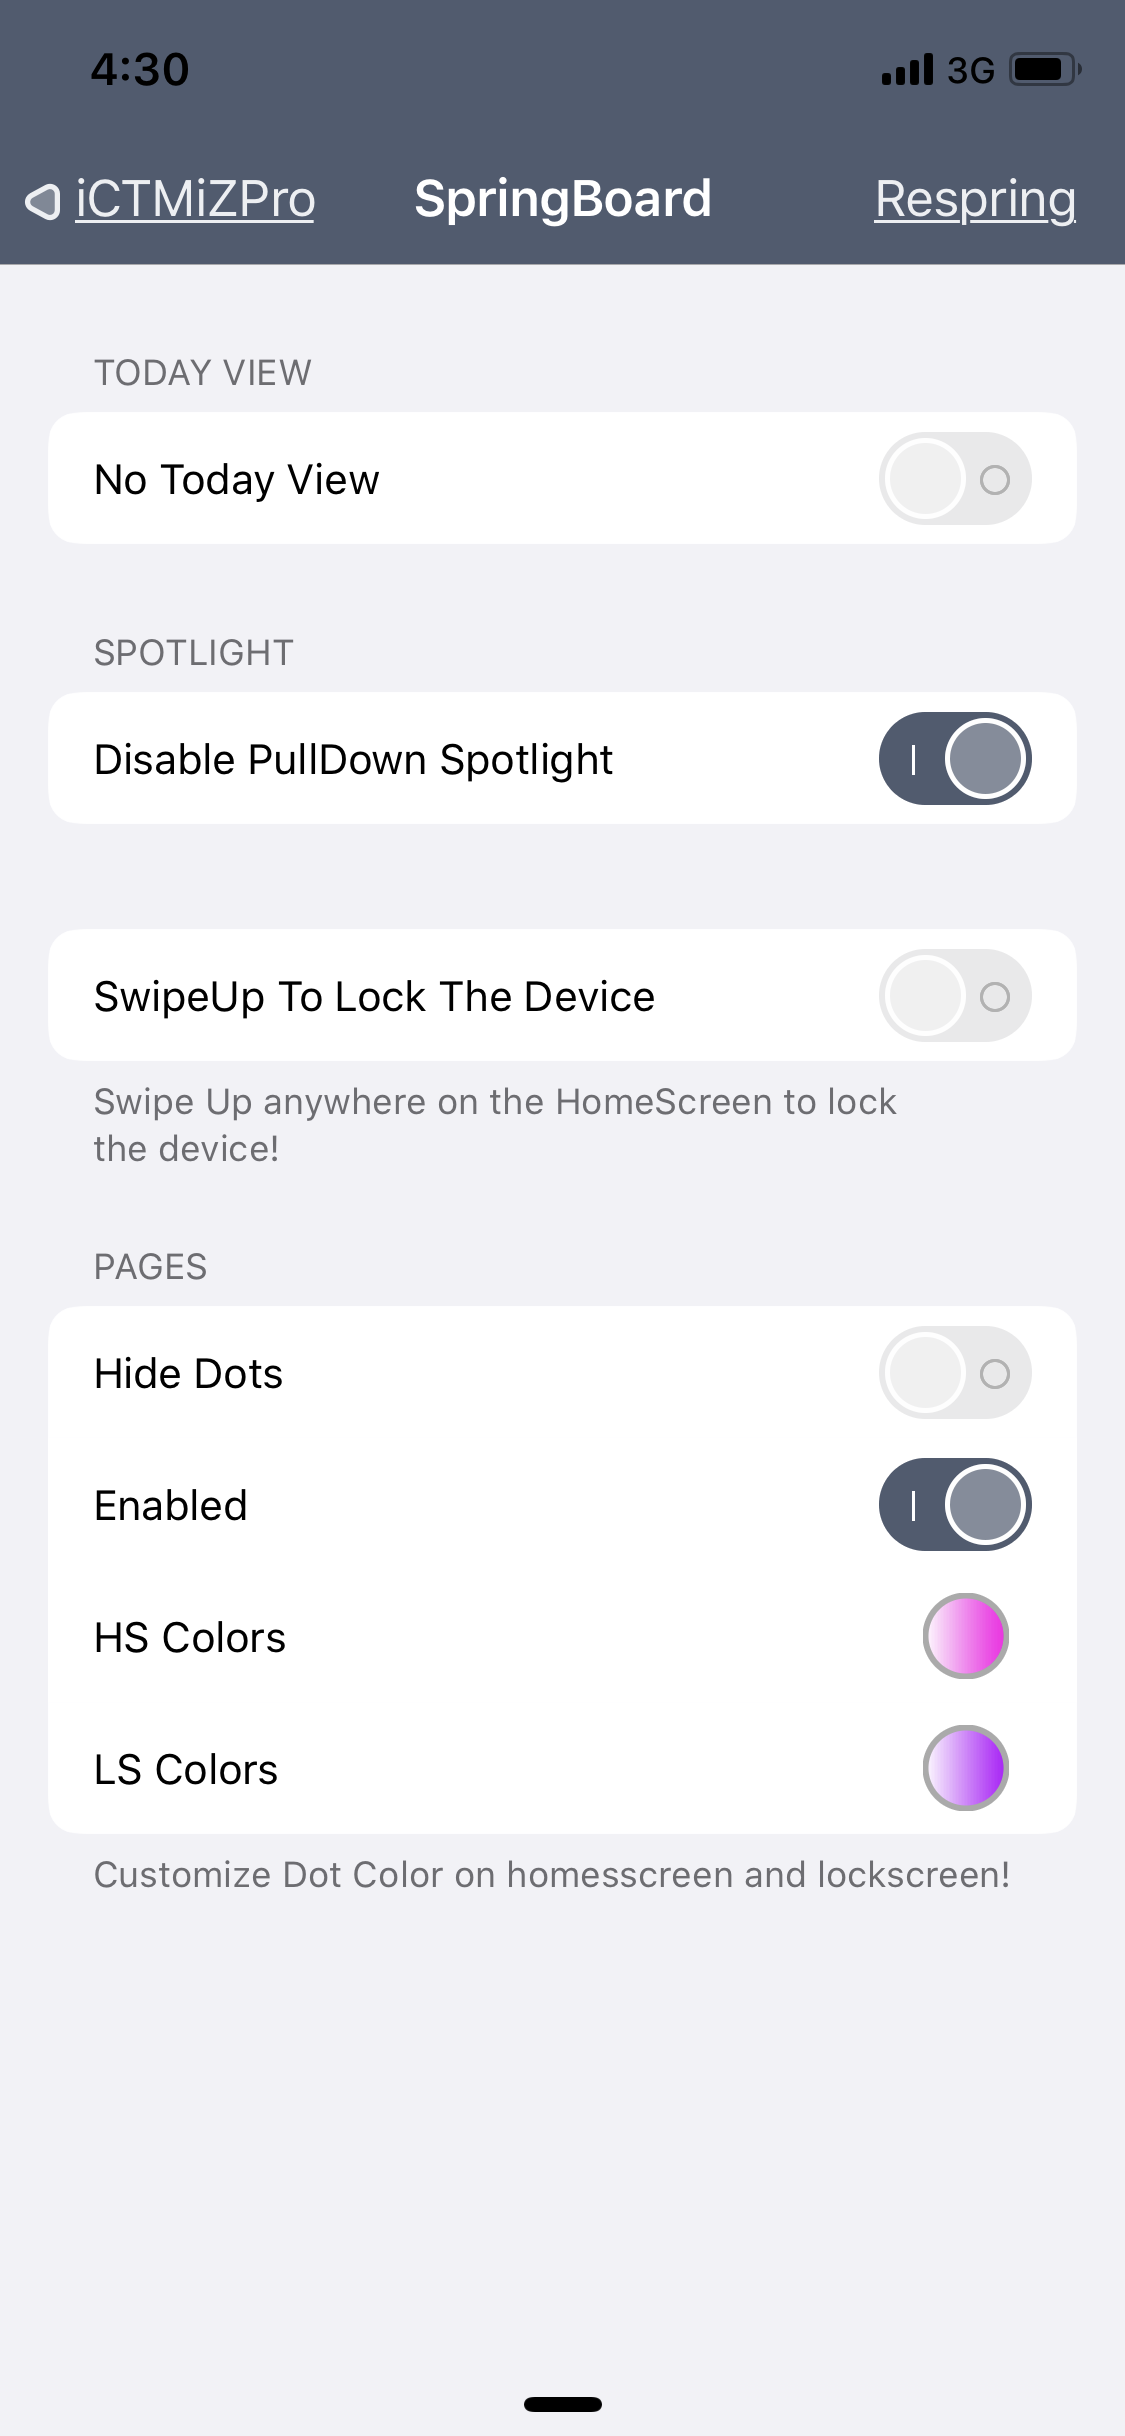 4:30 3G
iCTMiZPro SpringBoard Respring
TODAY VIEW
No Today View
SPOTLIGHT
Disable PullDown Spotlight
SwipeUp To Lock The Device
Swipe Up anywhere on the HomeScreen to lock
the device!
PAGES
Hide Dots
Enabled
HS Colors
LS Colors
Customize Dot Color on homesscreen and lockscreen!